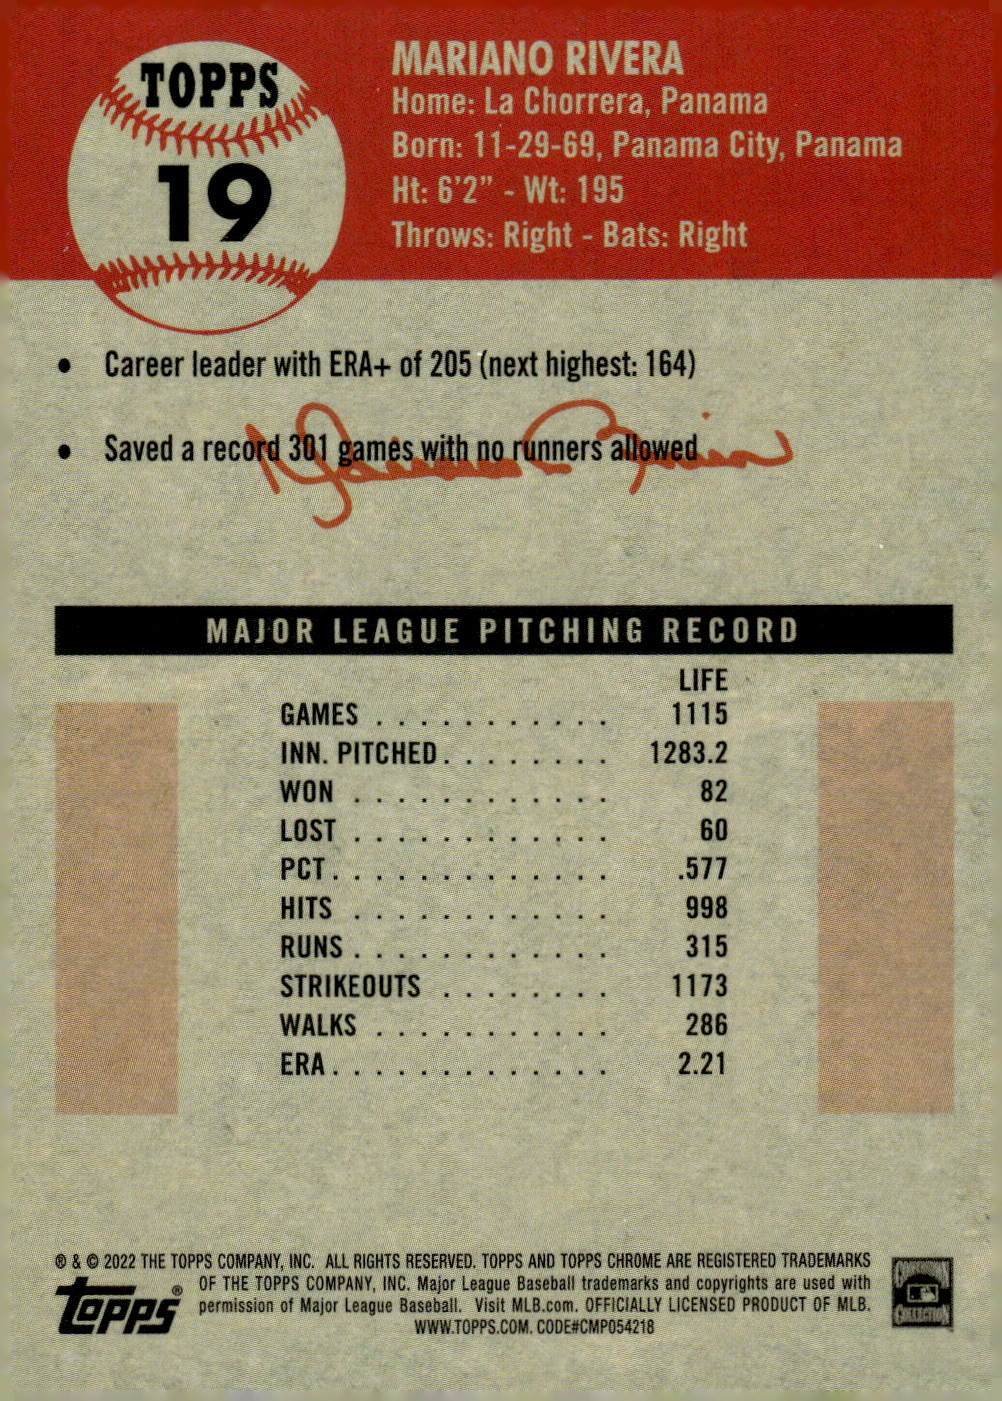 TOPPS
19
MARIANO RIVERA
Home: La Chorrera, Panama
Born: 11-29-69, Panama City, Panama
Ht: 6'2” - Wt: 195
Throws: Right - Bats: Right
• Career leader with ERA+ of 205 (next highest: 164)
• Saved a record 301 games with no runners allowed
Mariano Rivera
MAJOR LEAGUE PITCHING RECORD
LIFE
GAMES . . . . . . . . . . . 1115
INN. PITCHED . . . . . . . . 1283.2
WON . . . . . . . . . . . . 82
LOST . . . . . . . . . . . . 60
PCT . . . . . . . . . . . . . .577
HITS . . . . . . . . . . . . 998
RUNS . . . . . . . . . . . . 315
STRIKEOUTS . . . . . . . . 1173
WALKS . . . . . . . . . . . 286
ERA . . . . . . . . . . . . . 2.21
® & © 2022 THE TOPPS COMPANY, INC. ALL RIGHTS RESERVED. TOPPS AND TOPPS CHROME ARE REGISTERED TRADEMARKS
OF THE TOPPS COMPANY, INC. Major League Baseball trademarks and copyrights are used with
permission of Major League Baseball. Visit MLB.com. OFFICIALLY LICENSED PRODUCT OF MLB.
WWW.TOPPS.COM. CODE#CMP054218
topps®
COOPERSTOWN
COLLECTION